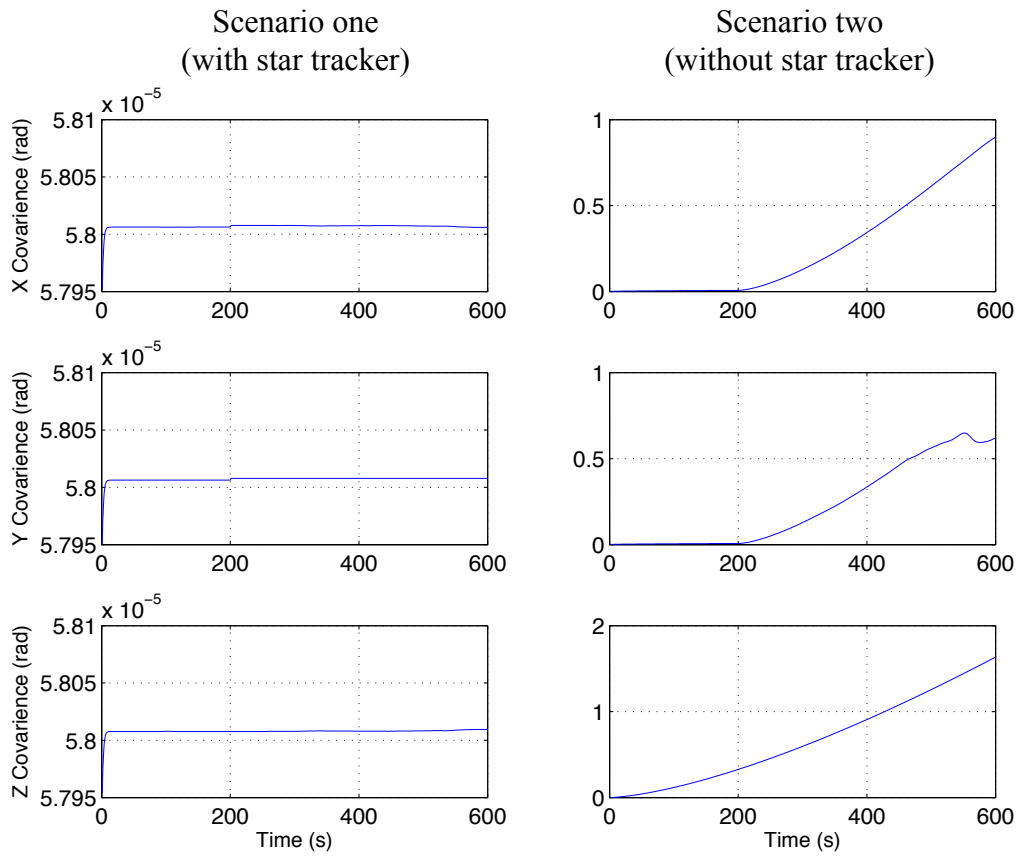 Scenario one
(with star tracker)
Scenario two
(without star tracker)
x 10⁻⁵
5.81
5.805
5.8
5.795
X Covarience (rad)
0 200 400 600
1
0.5
0
0 200 400 600
x 10⁻⁵
5.81
5.805
5.8
5.795
Y Covarience (rad)
0 200 400 600
1
0.5
0
0 200 400 600
x 10⁻⁵
5.81
5.805
5.8
5.795
Z Covarience (rad)
0 200 400 600
Time (s)
2
1
0
0 200 400 600
Time (s)